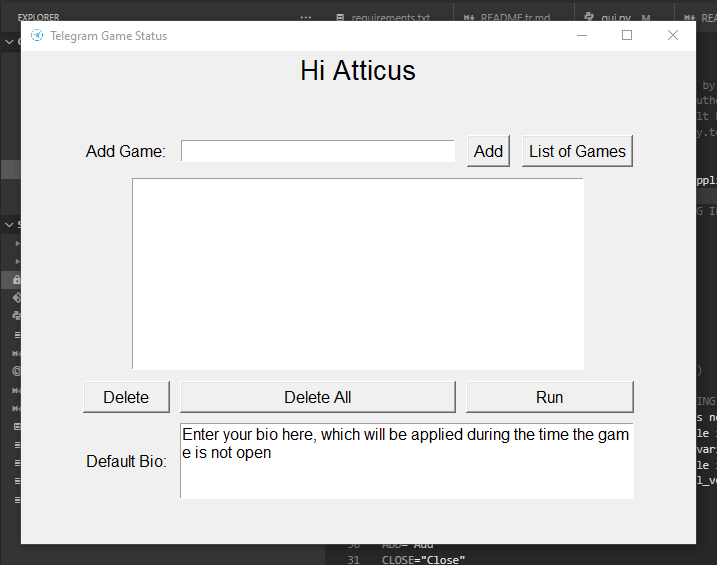 EXPLORER
requirements.txt
README.tr.md
gui.py M
Telegram Game Status
Hi Atticus
Add Game:
Add
List of Games
Delete
Delete All
Run
Default Bio:
Enter your bio here, which will be applied during the time the gam
e is not open
30 ADD="Add"
31 CLOSE="Close"